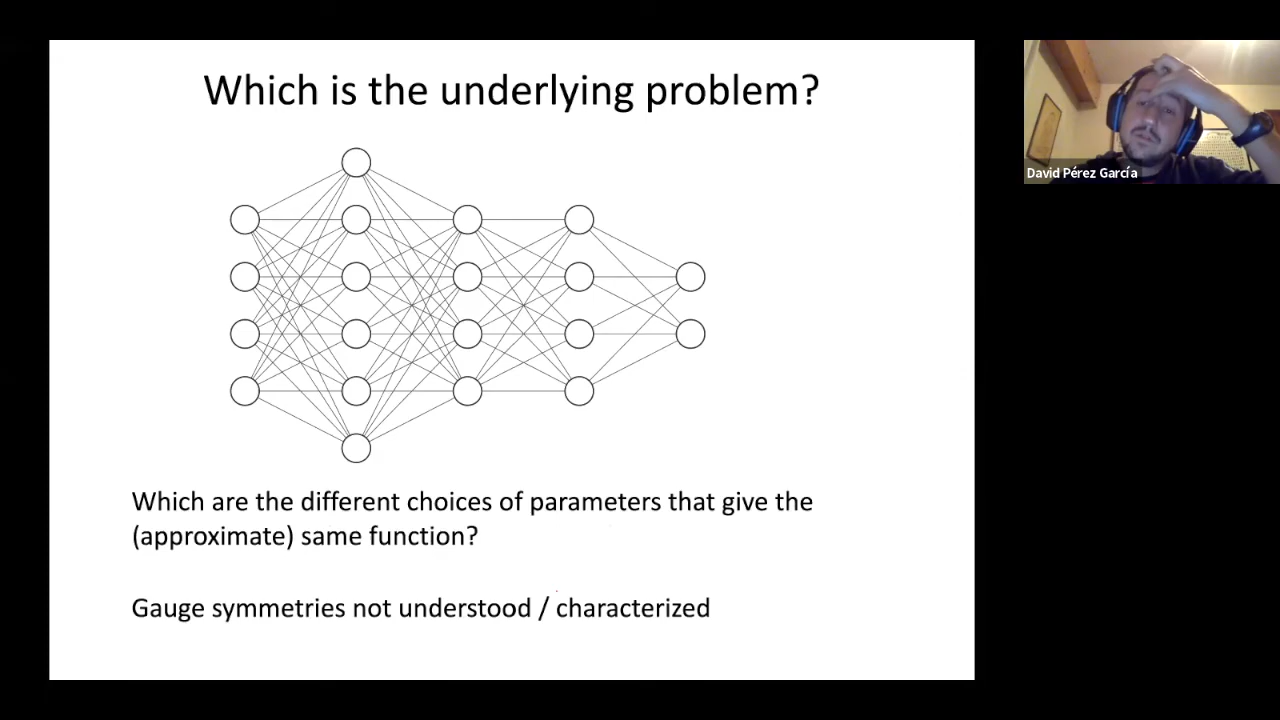 Which is the underlying problem?
David Pérez García
Which are the different choices of parameters that give the
(approximate) same function?
Gauge symmetries not understood / characterized